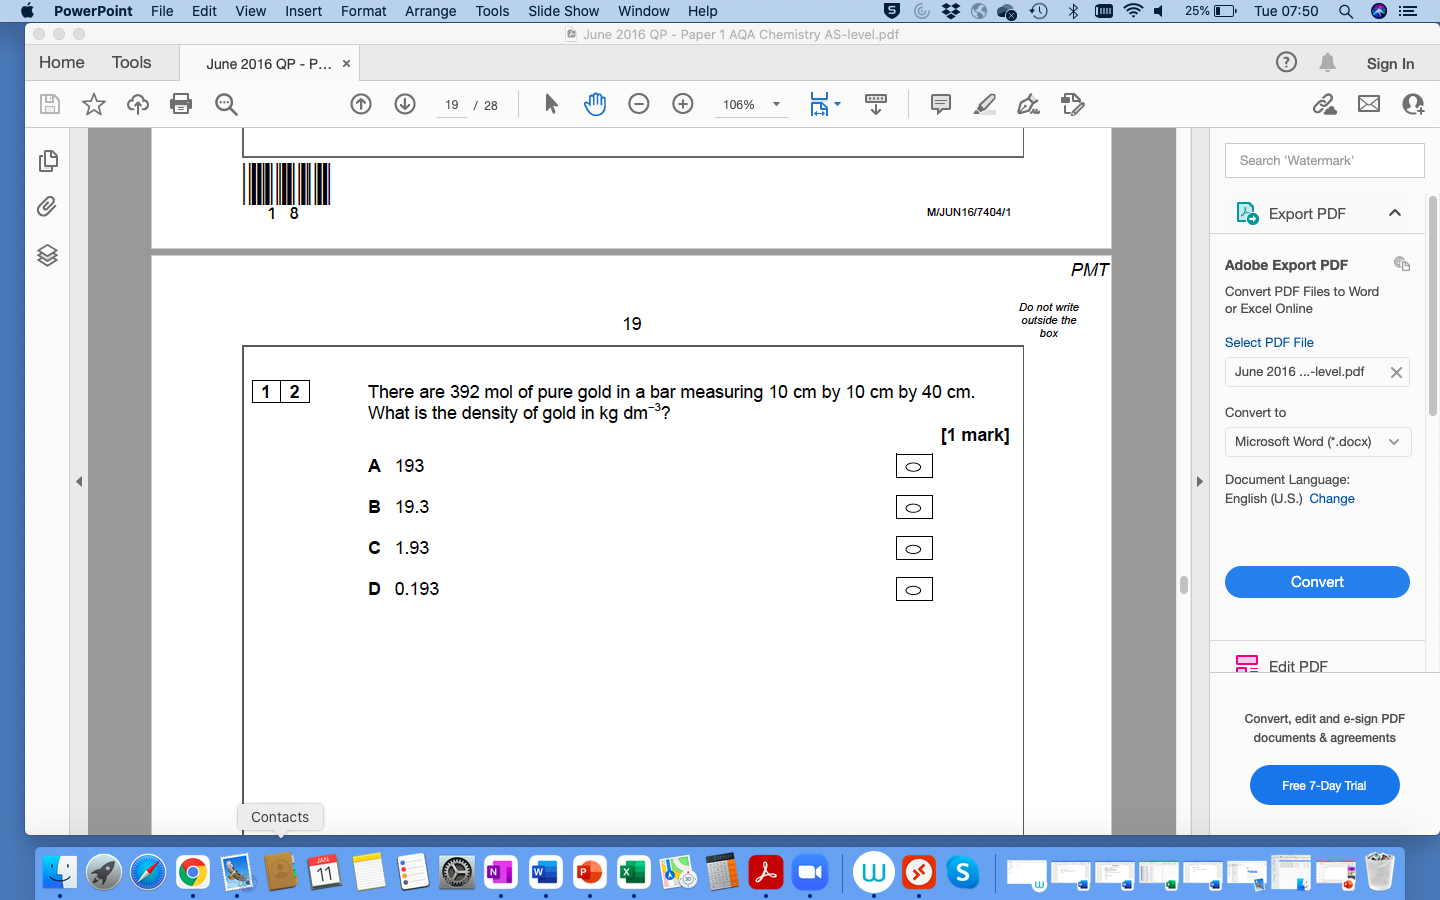 PowerPoint File Edit View Insert Format Arrange Tools Slide Show Window Help 25% Tue 07:50
June 2016 QP - Paper 1 AQA Chemistry AS-level.pdf
Home Tools June 2016 QP - P... × Sign In
19 / 28 106%
1 8
M/JUN16/7404/1
PMT
Do not write
outside the
box
19
1 2 There are 392 mol of pure gold in a bar measuring 10 cm by 10 cm by 40 cm.
What is the density of gold in kg dm⁻³?
[1 mark]
A 193
B 19.3
C 1.93
D 0.193
Search 'Watermark'
Export PDF
Adobe Export PDF
Convert PDF Files to Word
or Excel Online
Select PDF File
June 2016 ...-level.pdf
Convert to
Microsoft Word (*.docx)
Document Language:
English (U.S.) Change
Convert
Edit PDF
Convert, edit and e-sign PDF
documents & agreements
Free 7-Day Trial
Contacts
JAN
11
N W P X W S